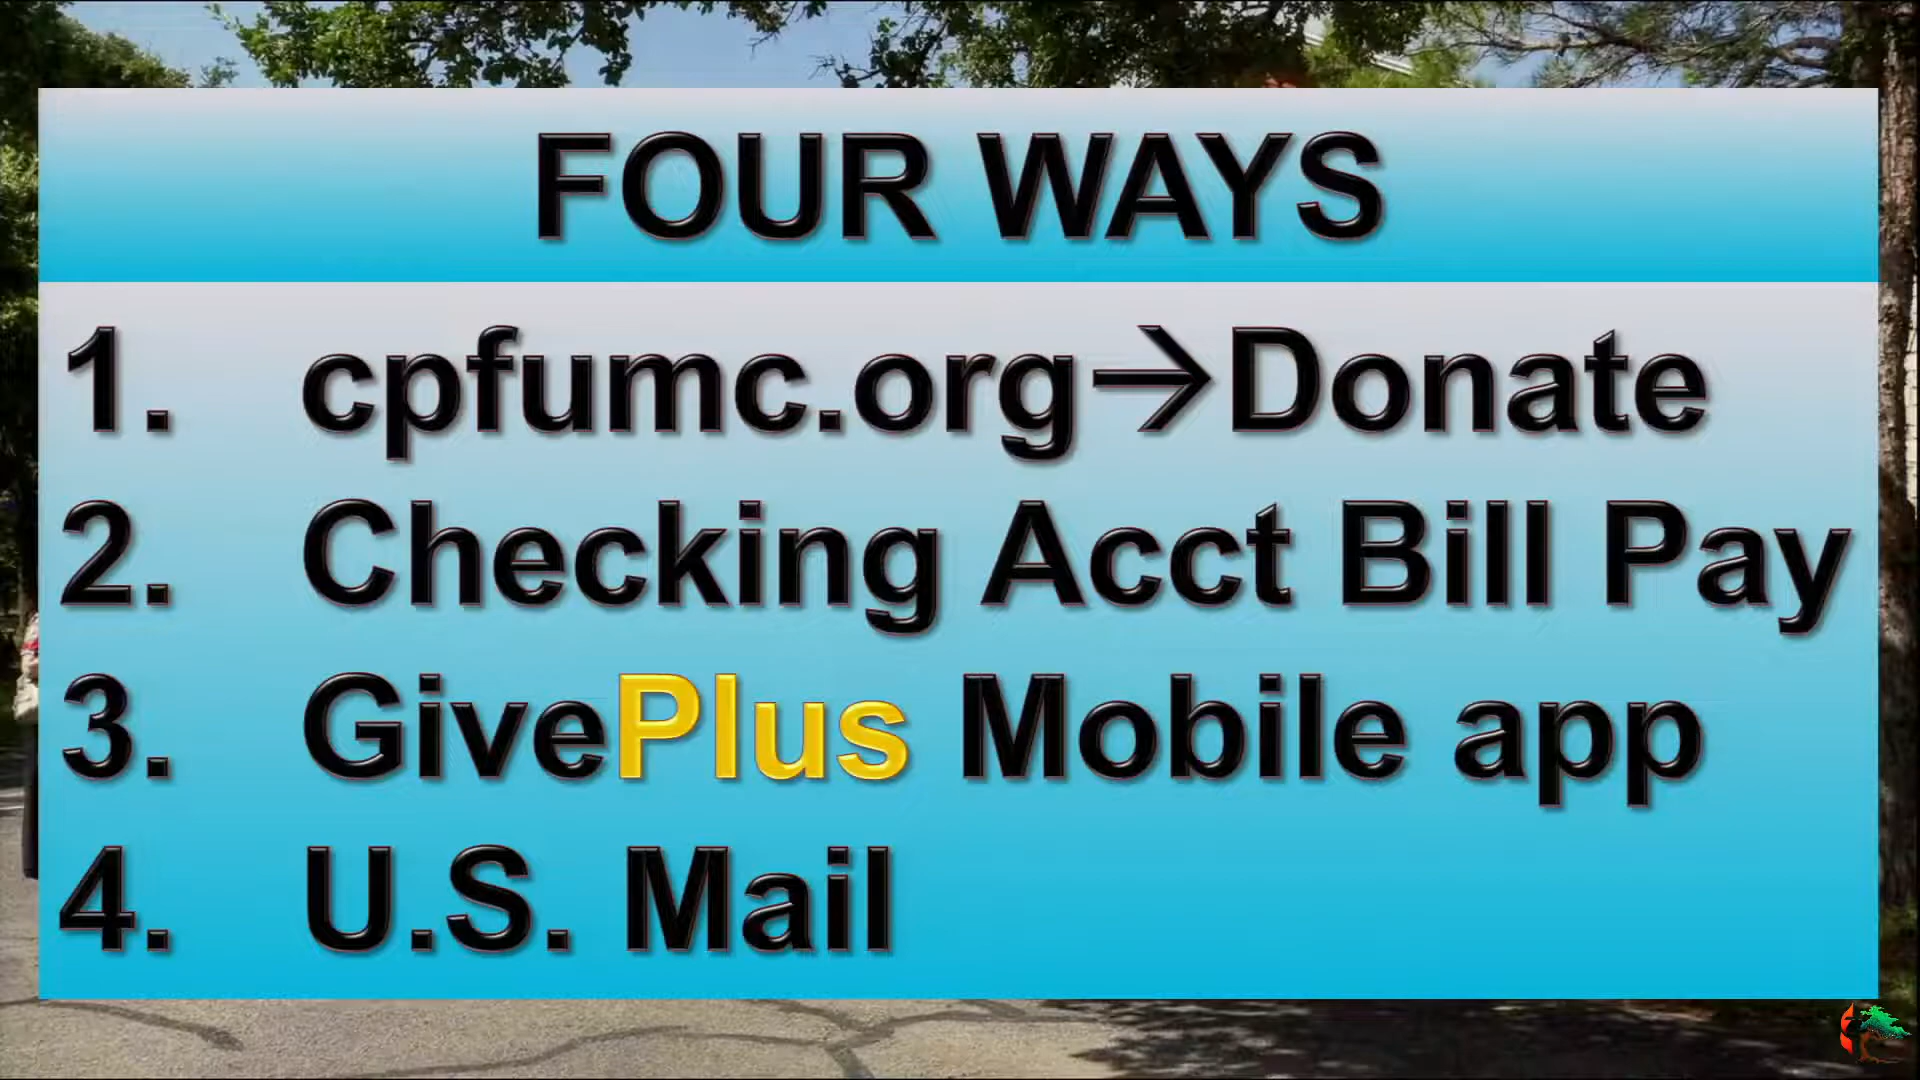 FOUR WAYS
1. cpfumc.org→Donate
2. Checking Acct Bill Pay
3. GivePlus Mobile app
4. U.S. Mail